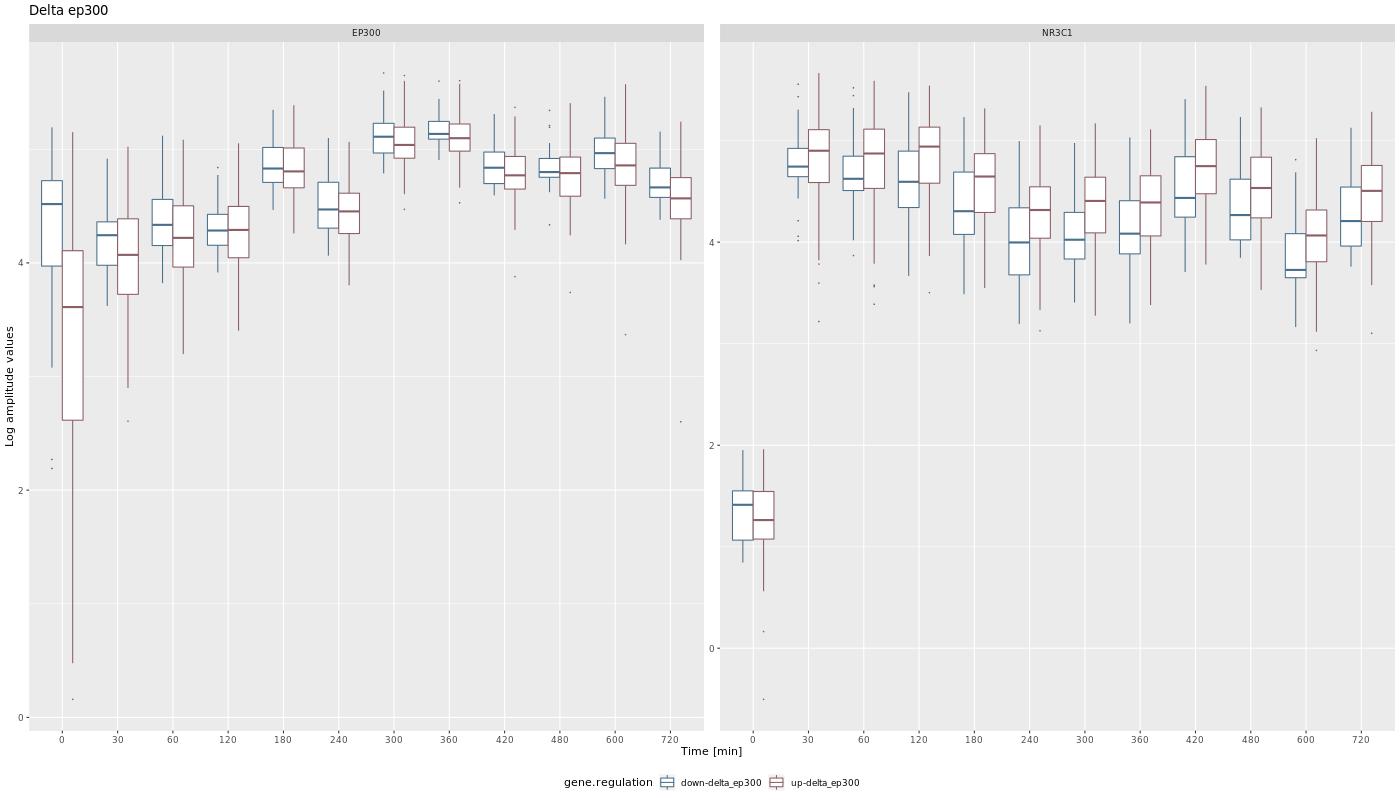 Delta ep300
EP300
NR3C1
Log amplitude values
4
2
0
4
2
0
0 30 60 120 180 240 300 360 420 480 600 720
0 30 60 120 180 240 300 360 420 480 600 720
Time [min]
gene.regulation down-delta_ep300 up-delta_ep300